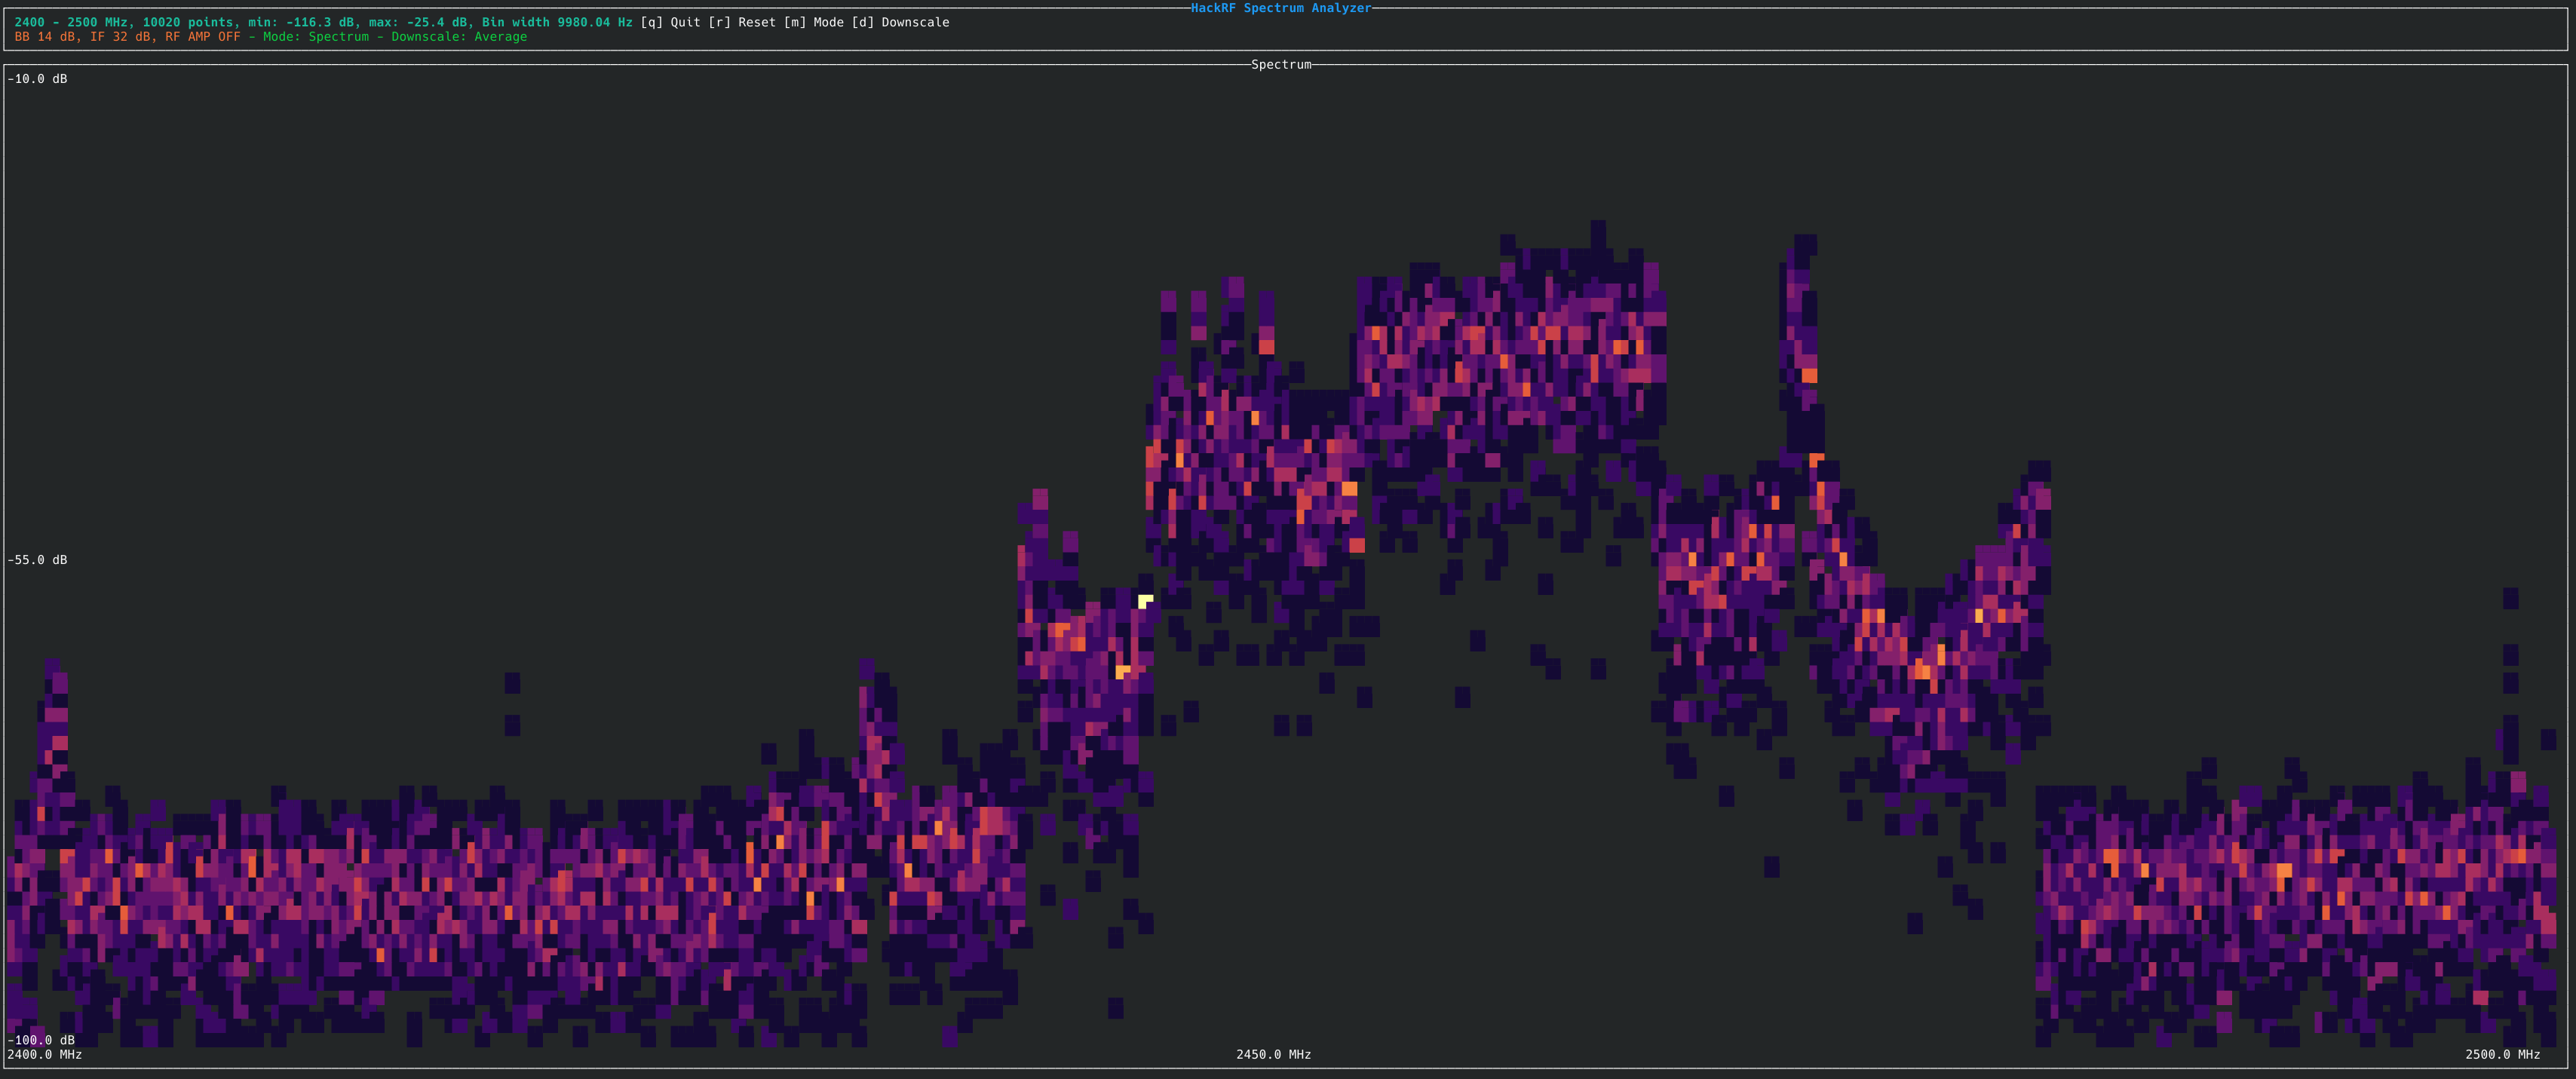 HackRF Spectrum Analyzer
2400 - 2500 MHz, 10020 points, min: -116.3 dB, max: -25.4 dB, Bin width 9980.04 Hz [q] Quit [r] Reset [m] Mode [d] Downscale
BB 14 dB, IF 32 dB, RF AMP OFF - Mode: Spectrum - Downscale: Average
Spectrum
-10.0 dB
-55.0 dB
-100.0 dB
2400.0 MHz 2450.0 MHz 2500.0 MHz